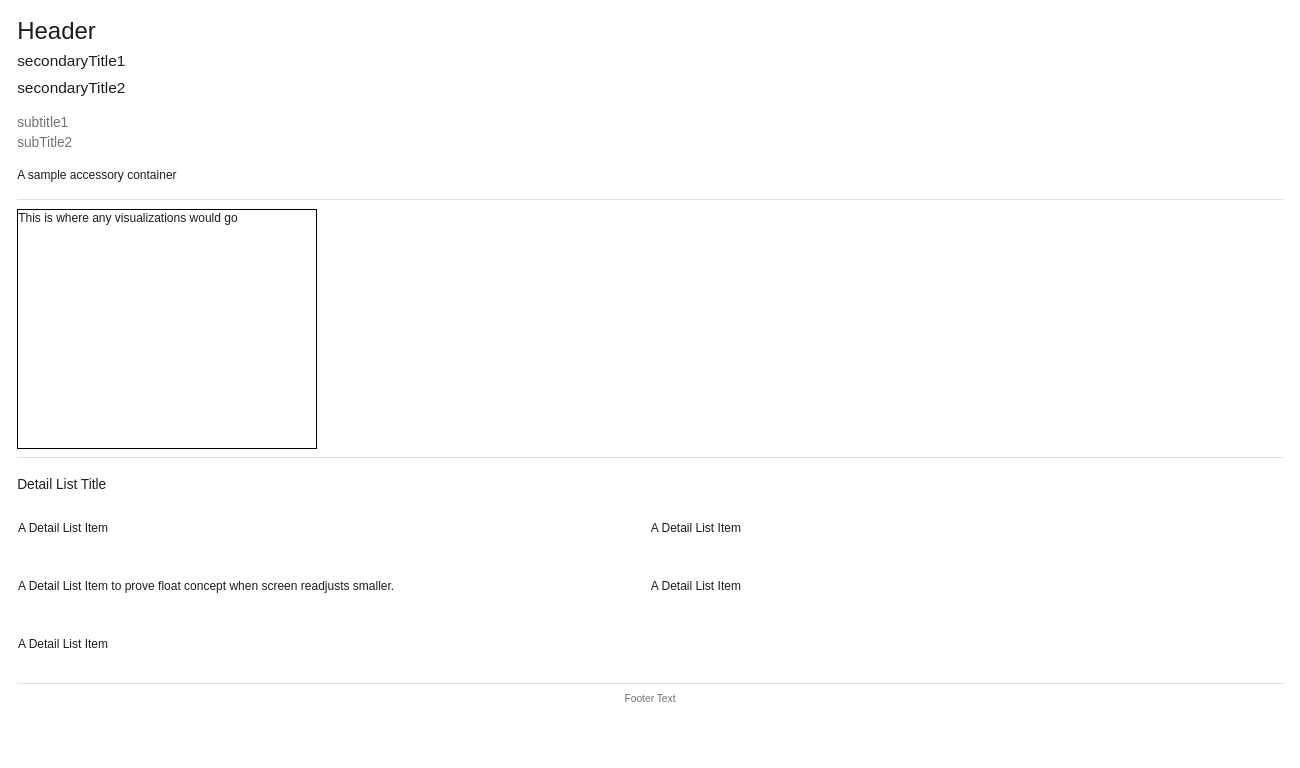 Header
secondaryTitle1
secondaryTitle2
subtitle1
subTitle2
A sample accessory container
This is where any visualizations would go
Detail List Title
A Detail List Item
A Detail List Item
A Detail List Item to prove float concept when screen readjusts smaller.
A Detail List Item
A Detail List Item
Footer Text